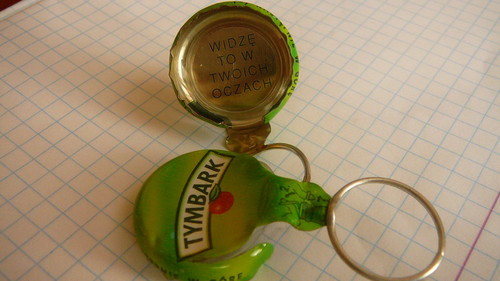 WIDZĘ
TO W
TWOICH
OCZACH
TYMBARK